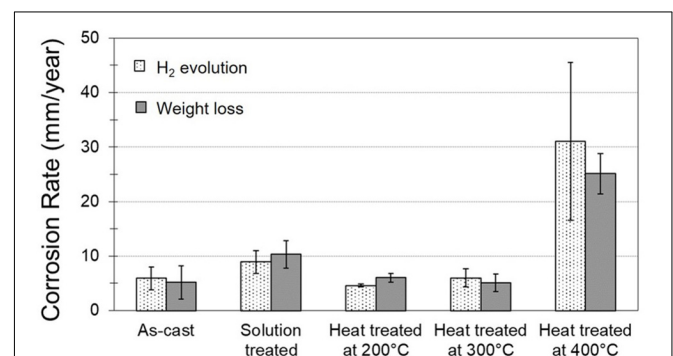 50
40
30
20
10
0
Corrosion Rate (mm/year)
H₂ evolution
Weight loss
As-cast
Solution
treated
Heat treated
at 200°C
Heat treated
at 300°C
Heat treated
at 400°C